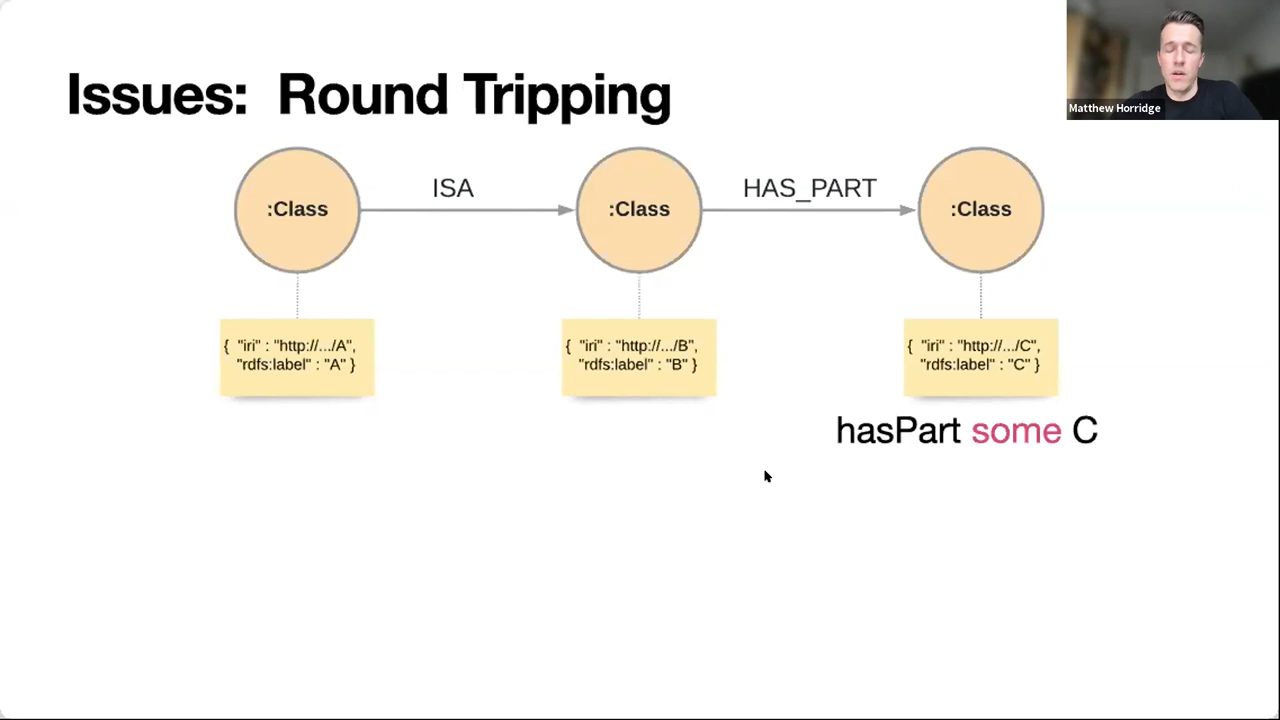 Matthew Horridge
Issues: Round Tripping
ISA
HAS_PART
:Class
:Class
:Class
{ "iri" : "http://.../A",
"rdfs:label" : "A" }
{ "iri" : "http://.../B",
"rdfs:label" : "B" }
{ "iri" : "http://.../C",
"rdfs:label" : "C" }
hasPart some C